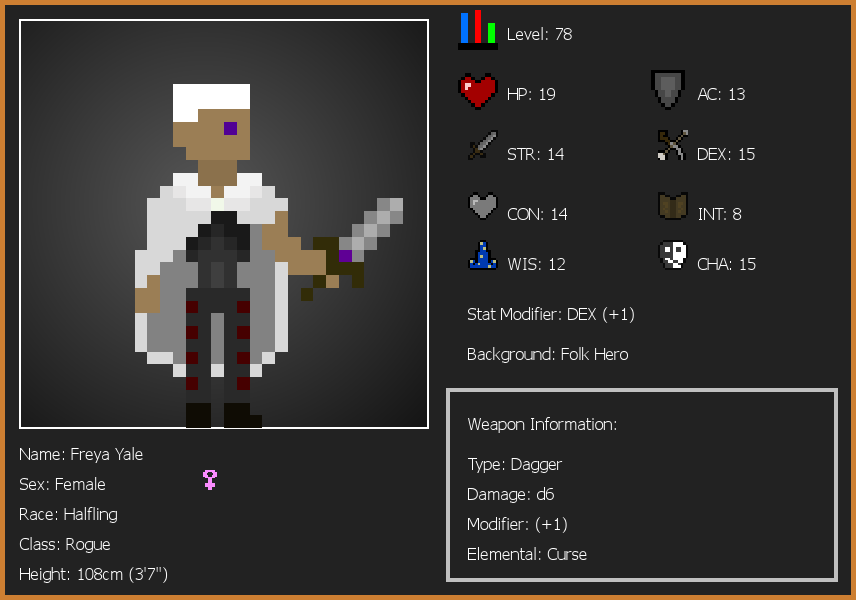 Level: 78
HP: 19
AC: 13
STR: 14
DEX: 15
CON: 14
INT: 8
WIS: 12
CHA: 15
Stat Modifier: DEX (+1)
Background: Folk Hero
Weapon Information:
Type: Dagger
Damage: d6
Modifier: (+1)
Elemental: Curse
Name: Freya Yale
Sex: Female
Race: Halfling
Class: Rogue
Height: 108cm (3'7")